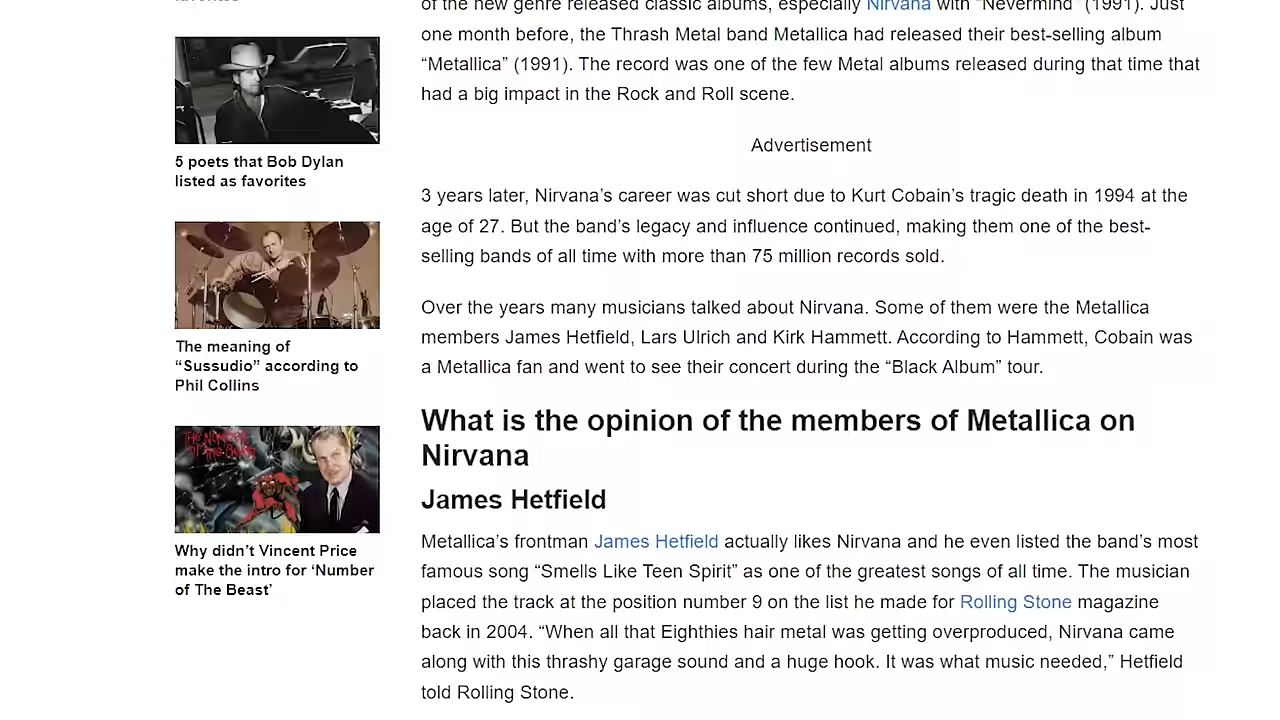 of the new genre released classic albums, especially Nirvana with “Nevermind” (1991). Just
one month before, the Thrash Metal band Metallica had released their best-selling album
“Metallica” (1991). The record was one of the few Metal albums released during that time that
had a big impact in the Rock and Roll scene.
Advertisement
3 years later, Nirvana’s career was cut short due to Kurt Cobain’s tragic death in 1994 at the
age of 27. But the band’s legacy and influence continued, making them one of the best-
selling bands of all time with more than 75 million records sold.
Over the years many musicians talked about Nirvana. Some of them were the Metallica
members James Hetfield, Lars Ulrich and Kirk Hammett. According to Hammett, Cobain was
a Metallica fan and went to see their concert during the “Black Album” tour.
What is the opinion of the members of Metallica on
Nirvana
James Hetfield
Metallica’s frontman James Hetfield actually likes Nirvana and he even listed the band’s most
famous song “Smells Like Teen Spirit” as one of the greatest songs of all time. The musician
placed the track at the position number 9 on the list he made for Rolling Stone magazine
back in 2004. “When all that Eighties hair metal was getting overproduced, Nirvana came
along with this thrashy garage sound and a huge hook. It was what music needed,” Hetfield
told Rolling Stone.
5 poets that Bob Dylan
listed as favorites
The meaning of
“Sussudio” according to
Phil Collins
THE NUMBER
OF THE BEAST
Why didn’t Vincent Price
make the intro for ‘Number
of The Beast’